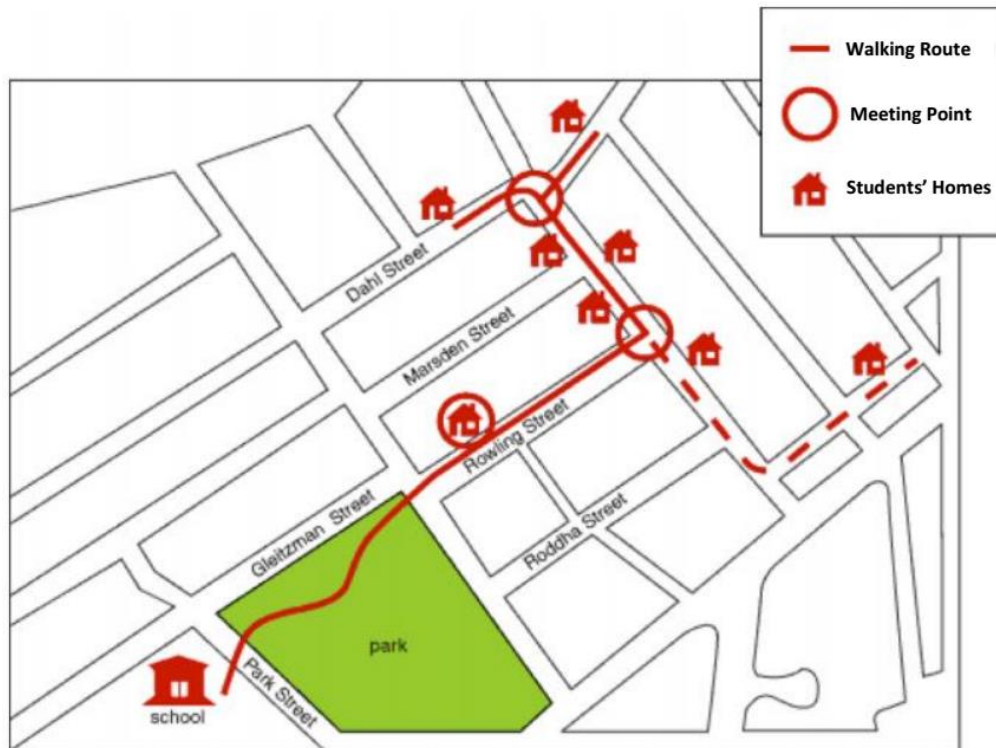 Walking Route
Meeting Point
Students' Homes
Dahl Street
Marsden Street
Rowling Street
Gleitzman Street
Roddha Street
park
Park Street
school